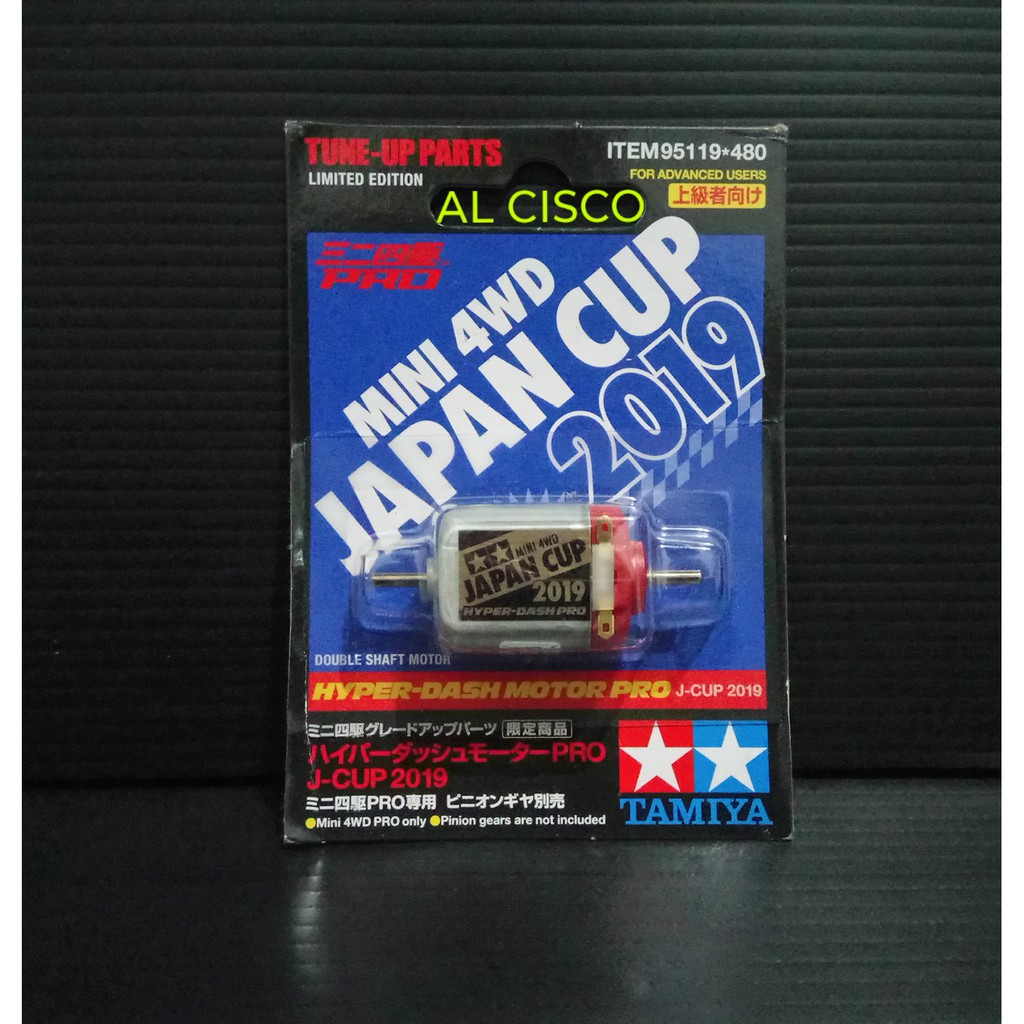 TUNE-UP PARTS
LIMITED EDITION
ITEM95119*480
FOR ADVANCED USERS
上級者向け
AL CISCO
ミニ四駆
PRO
MINI 4WD
JAPAN CUP
2019
MINI 4WD
JAPAN CUP
2019
HYPER-DASH PRO
DOUBLE SHAFT MOTOR
HYPER-DASH MOTOR PRO J-CUP 2019
ミニ四駆グレードアップパーツ 限定商品
ハイパーダッシュモーターPRO
J-CUP 2019
ミニ四駆PRO専用 ピニオンギヤ別売
●Mini 4WD PRO only ●Pinion gears are not included
TAMIYA